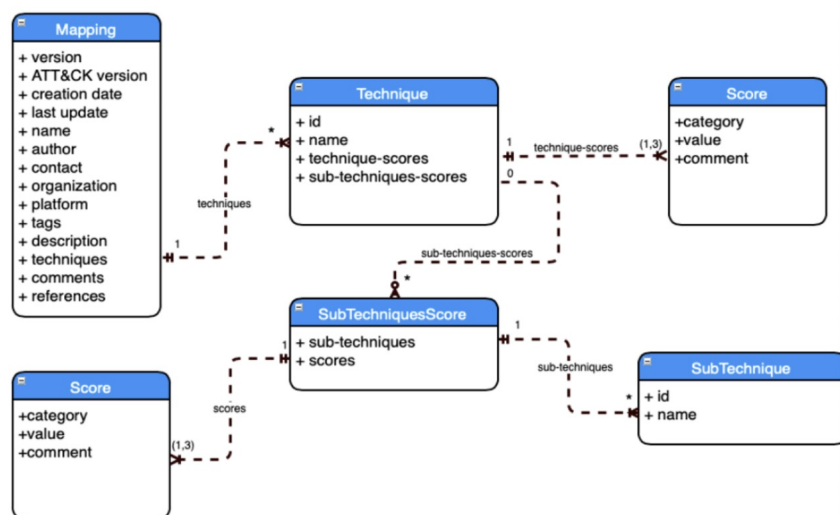 Mapping
+ version
+ ATT&CK version
+ creation date
+ last update
+ name
+ author
+ contact
+ organization
+ platform
+ tags
+ description
+ techniques
+ comments
+ references
1
techniques
*
Technique
+ id
+ name
+ technique-scores
+ sub-techniques-scores
1
technique-scores
(1,3)
0
Score
+category
+value
+comment
sub-techniques-scores
*
SubTechniquesScore
+ sub-techniques
+ scores
1
sub-techniques
*
SubTechnique
+ id
+ name
1
scores
(1,3)
Score
+category
+value
+comment